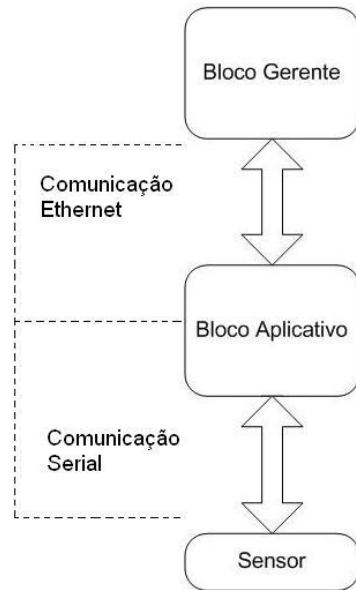 Bloco Gerente
Comunicação
Ethernet
Bloco Aplicativo
Comunicação
Serial
Sensor